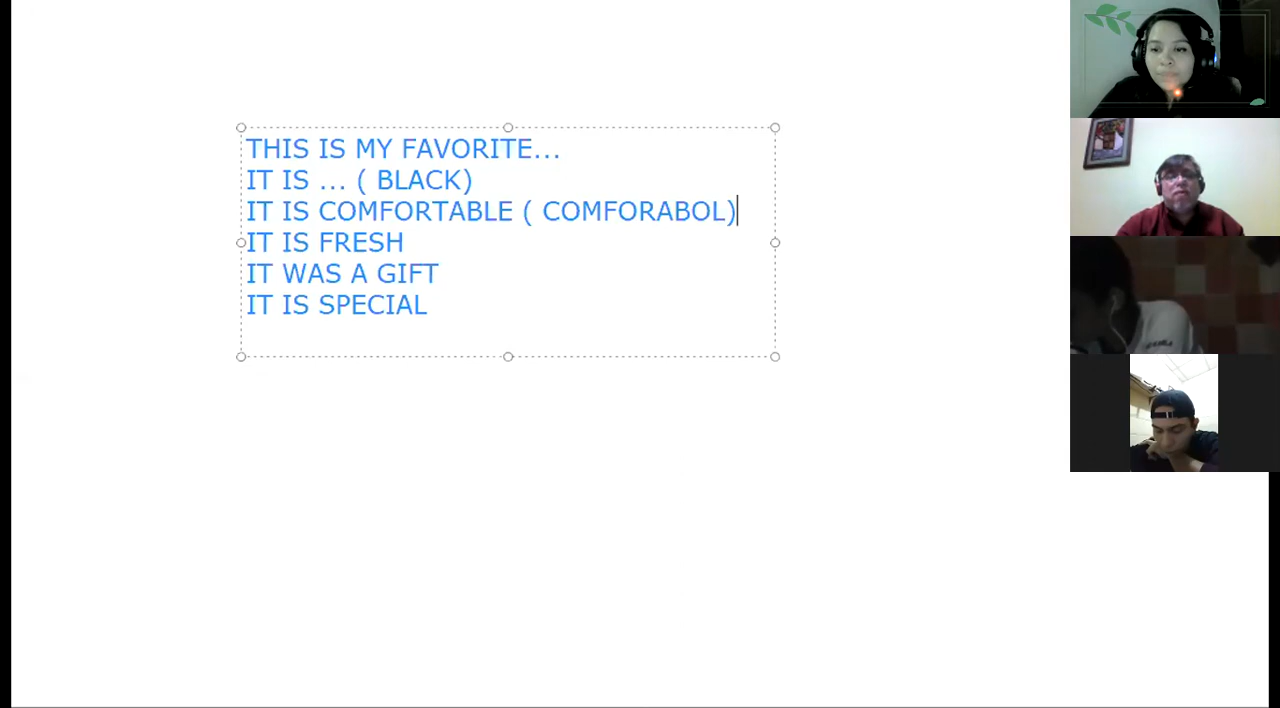 THIS IS MY FAVORITE...
IT IS ... ( BLACK)
IT IS COMFORTABLE ( COMFORABOL)
IT IS FRESH
IT WAS A GIFT
IT IS SPECIAL